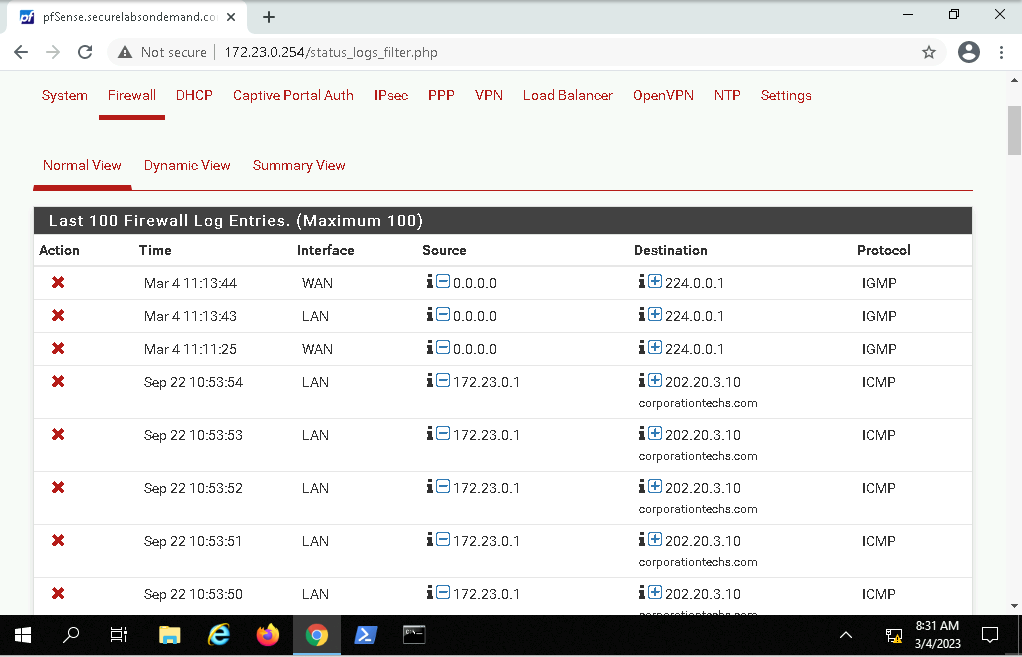 pfSense.securelabsondemand.co
Not secure 172.23.0.254/status_logs_filter.php
System Firewall DHCP Captive Portal Auth IPsec PPP VPN Load Balancer OpenVPN NTP Settings
Normal View Dynamic View Summary View
Last 100 Firewall Log Entries. (Maximum 100)
Action Time Interface Source Destination Protocol
Mar 4 11:13:44 WAN 0.0.0.0 224.0.0.1 IGMP
Mar 4 11:13:43 LAN 0.0.0.0 224.0.0.1 IGMP
Mar 4 11:11:25 WAN 0.0.0.0 224.0.0.1 IGMP
Sep 22 10:53:54 LAN 172.23.0.1 202.20.3.10 ICMP
corporationtechs.com
Sep 22 10:53:53 LAN 172.23.0.1 202.20.3.10 ICMP
corporationtechs.com
Sep 22 10:53:52 LAN 172.23.0.1 202.20.3.10 ICMP
corporationtechs.com
Sep 22 10:53:51 LAN 172.23.0.1 202.20.3.10 ICMP
corporationtechs.com
Sep 22 10:53:50 LAN 172.23.0.1 202.20.3.10 ICMP
8:31 AM
3/4/2023